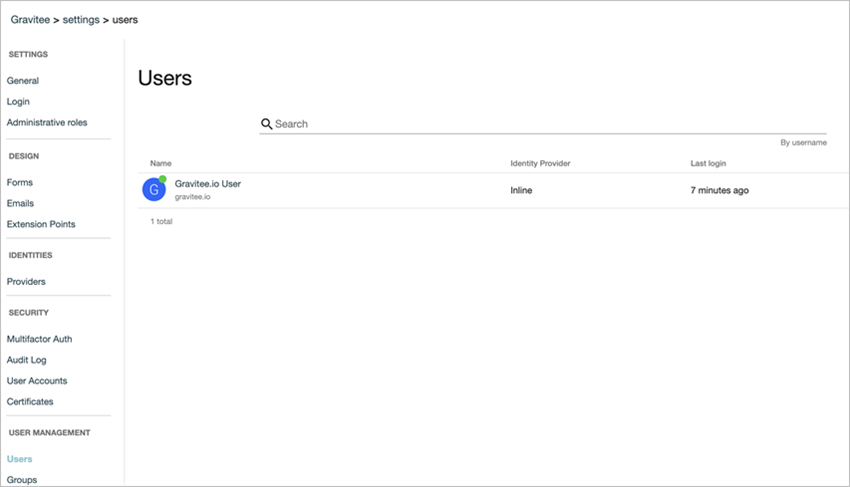 Gravitee > settings > users
SETTINGS
General
Login
Administrative roles
DESIGN
Forms
Emails
Extension Points
IDENTITIES
Providers
SECURITY
Multifactor Auth
Audit Log
User Accounts
Certificates
USER MANAGEMENT
Users
Groups
Users
Search
By username
Name Identity Provider Last login
G Gravitee.io User Inline 7 minutes ago
gravitee.io
1 total